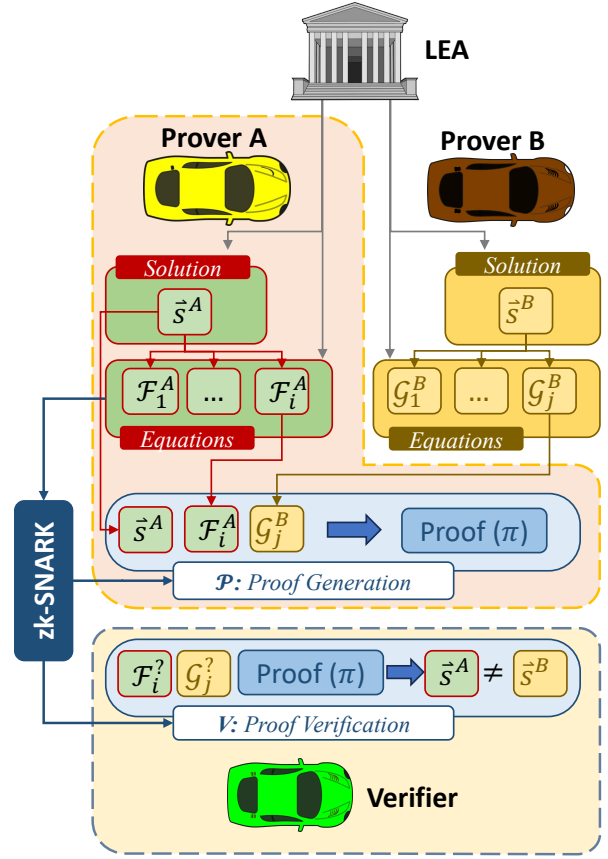 LEA
Prover A
Prover B
Solution
Solution
s⃗^A
s⃗^B
ℱ_1^A ... ℱ_i^A
𝒢_1^B ... 𝒢_j^B
Equations
Equations
zk-SNARK
s⃗^A ℱ_i^A 𝒢_j^B Proof (π)
𝒫: Proof Generation
ℱ_i^? 𝒢_j^? Proof (π) s⃗^A ≠ s⃗^B
V: Proof Verification
Verifier